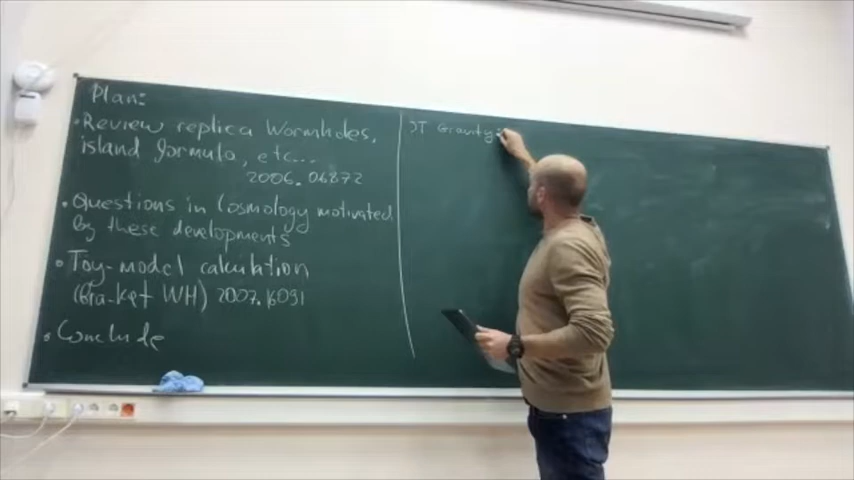 Plan:
• Review replica Wormholes,
island formula, etc...
2006.06872
• Questions in Cosmology motivated
by these developments
• Toy-model calculation
(Bra-ket WH) 2007.16091
• Conclude
JT Gravity: